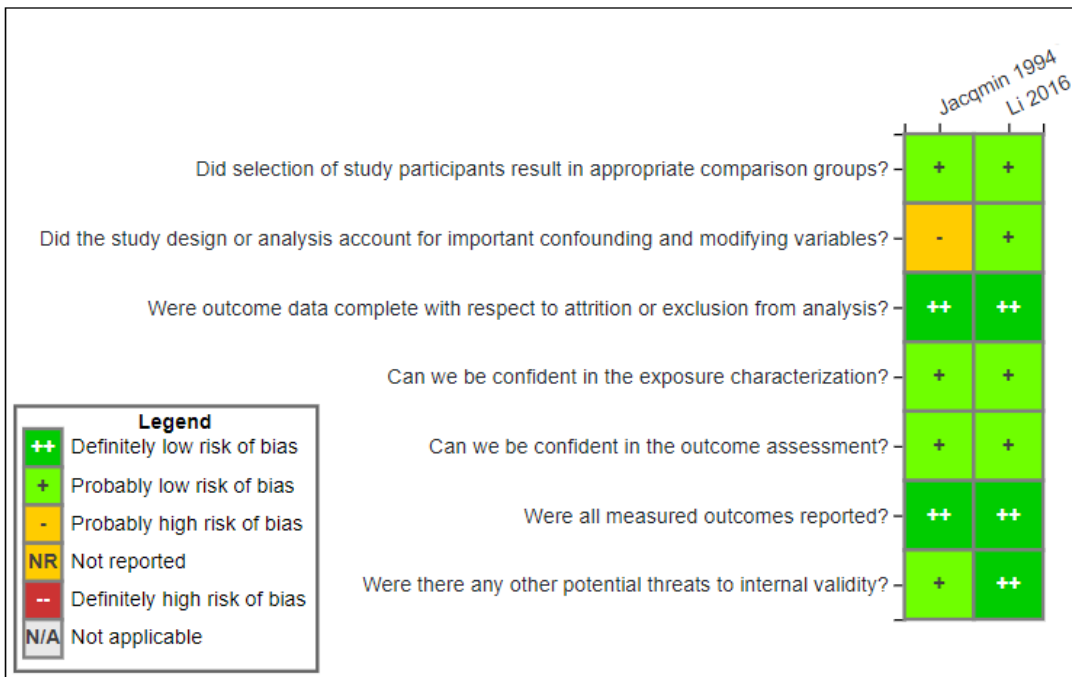 Jacqmin 1994
Li 2016
Did selection of study participants result in appropriate comparison groups? + +
Did the study design or analysis account for important confounding and modifying variables? - +
Were outcome data complete with respect to attrition or exclusion from analysis? ++ ++
Can we be confident in the exposure characterization? + +
Can we be confident in the outcome assessment? + +
Were all measured outcomes reported? ++ ++
Were there any other potential threats to internal validity? + ++
Legend
++ Definitely low risk of bias
+ Probably low risk of bias
- Probably high risk of bias
NR Not reported
-- Definitely high risk of bias
N/A Not applicable